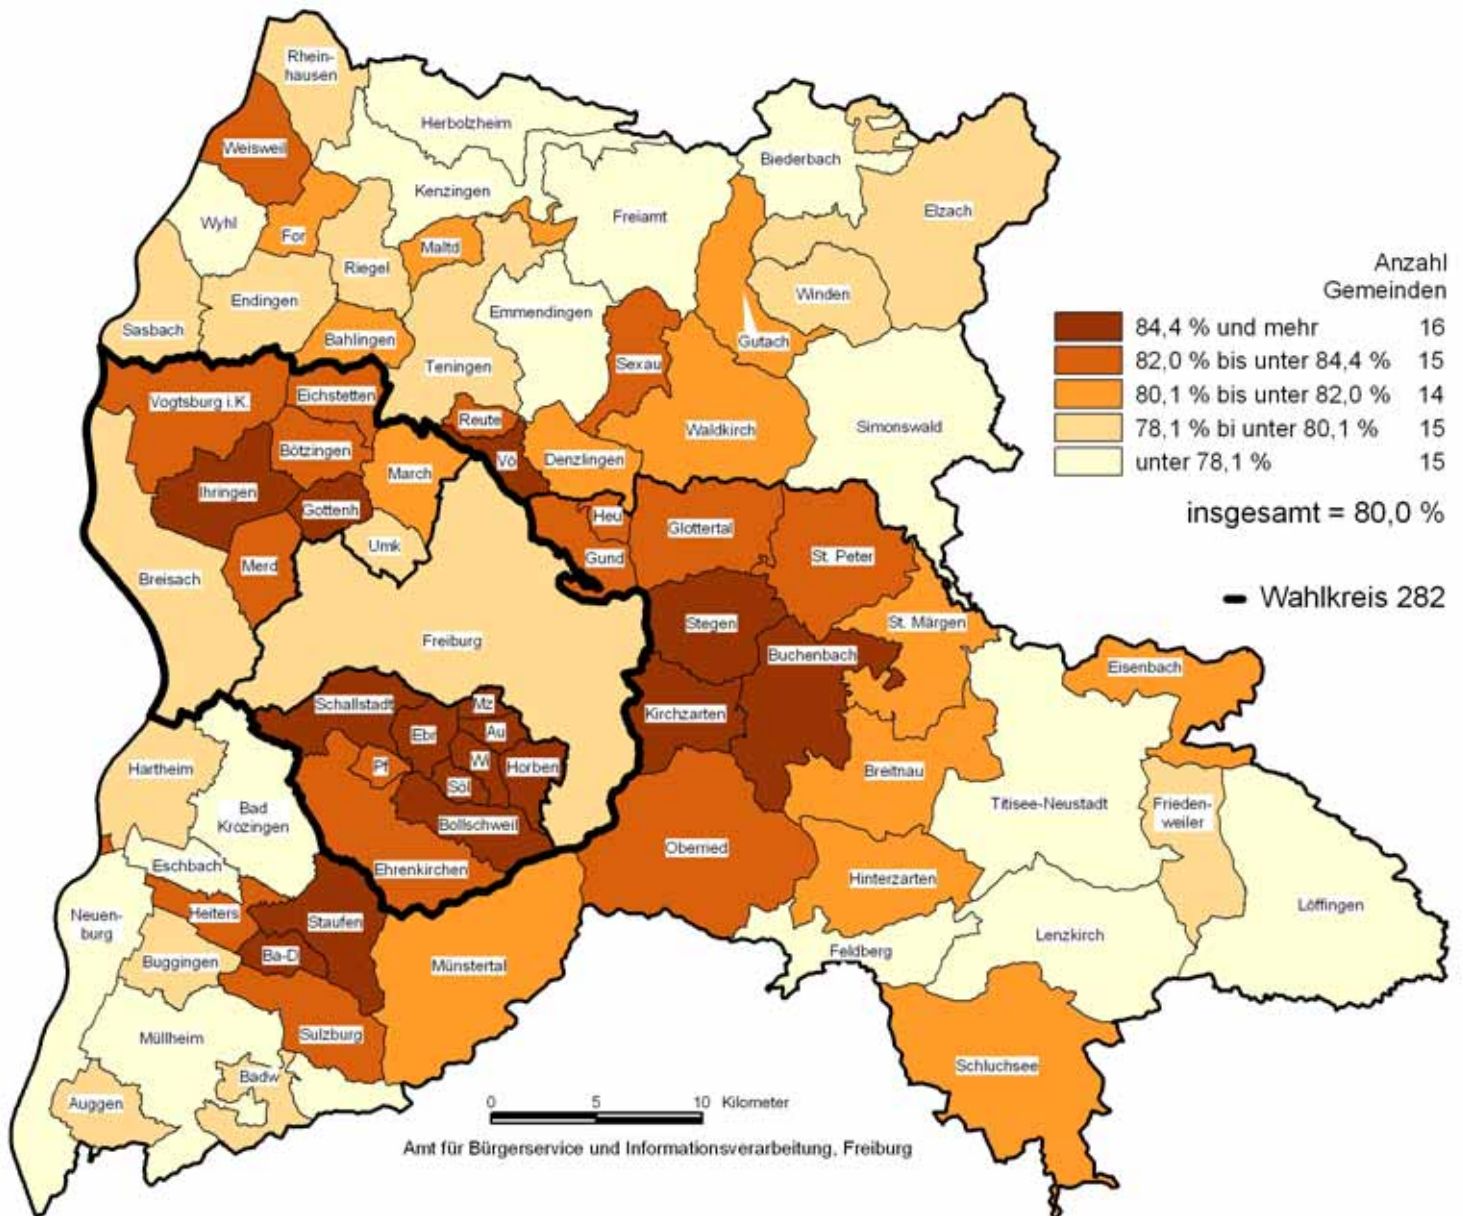 Rhein-
hausen
Herbolzheim
Weisweil
Biederbach
Kenzingen
Elzach
Freiamt
Wyhl
For
Maltd
Riegel
Winden
Endingen
Emmendingen
Sasbach
Bahlingen
Gutach
Teningen
Sexau
Eichstetten
Vogtsburg i.K.
Reute
Waldkirch
Simonswald
Bötzingen
Vö
Denzlingen
March
Ihringen
Gottenh
Heu
Glottertal
Umk
Gund
St. Peter
Merd
Breisach
Stegen
St. Märgen
Freiburg
Buchenbach
Eisenbach
Schallstadt
Mz
Kirchzarten
Ebr
Au
Pf
Wi
Horben
Hartheim
Breitnau
Söl
Titisee-Neustadt
Frieden-
weiler
Bad
Krozingen
Bollschweil
Oberried
Eschbach
Ehrenkirchen
Hinterzarten
Löffingen
Neuen-
burg
Heiters
Staufen
Lenzkirch
Feldberg
Ba-D
Buggingen
Münstertal
Müllheim
Sulzburg
Schluchsee
Badw
Auggen
Anzahl
Gemeinden
84,4 % und mehr 16
82,0 % bis unter 84,4 % 15
80,1 % bis unter 82,0 % 14
78,1 % bi unter 80,1 % 15
unter 78,1 % 15
insgesamt = 80,0 %
Wahlkreis 282
0 5 10 Kilometer
Amt für Bürgerservice und Informationsverarbeitung, Freiburg